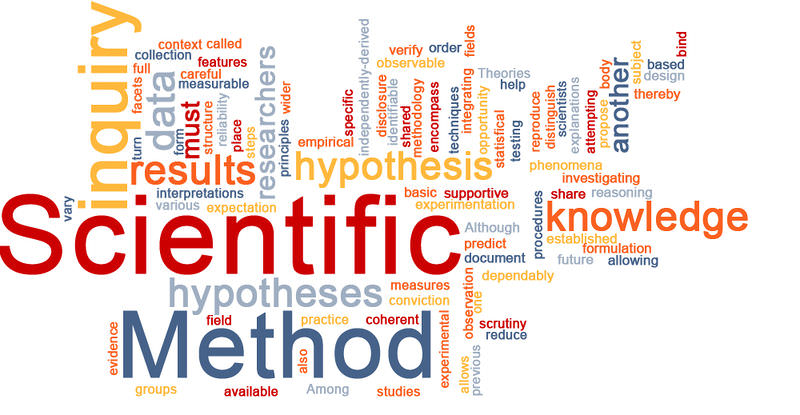 inquiry
context called
collection
features
full
careful
facets
measurable
data
researchers
wider
turn
form
must
structure
reliability
place
steps
principles
results
interpretations
various
expectation
vary
empirical
specific
independently-derived
verify
order
fields
observable
disclosure
identifiable
shared
methodology
encompass
techniques
integrating
opportunity
statistical
testing
Theories
help
reproduce
distinguish
scientists
explanations
attempting
propose
body
another
subject
based
design
bind
thereby
hypothesis
phenomena
investigating
basic supportive
share reasoning
experimentation
Scientific
Although
knowledge
predict
procedures
established
document
formulation
future allowing
dependably
hypotheses
measures
conviction
observation
one
Method
field
practice
coherent
experimental
scrutiny
reduce
evidence
also
allows
previous
groups
available
Among
studies